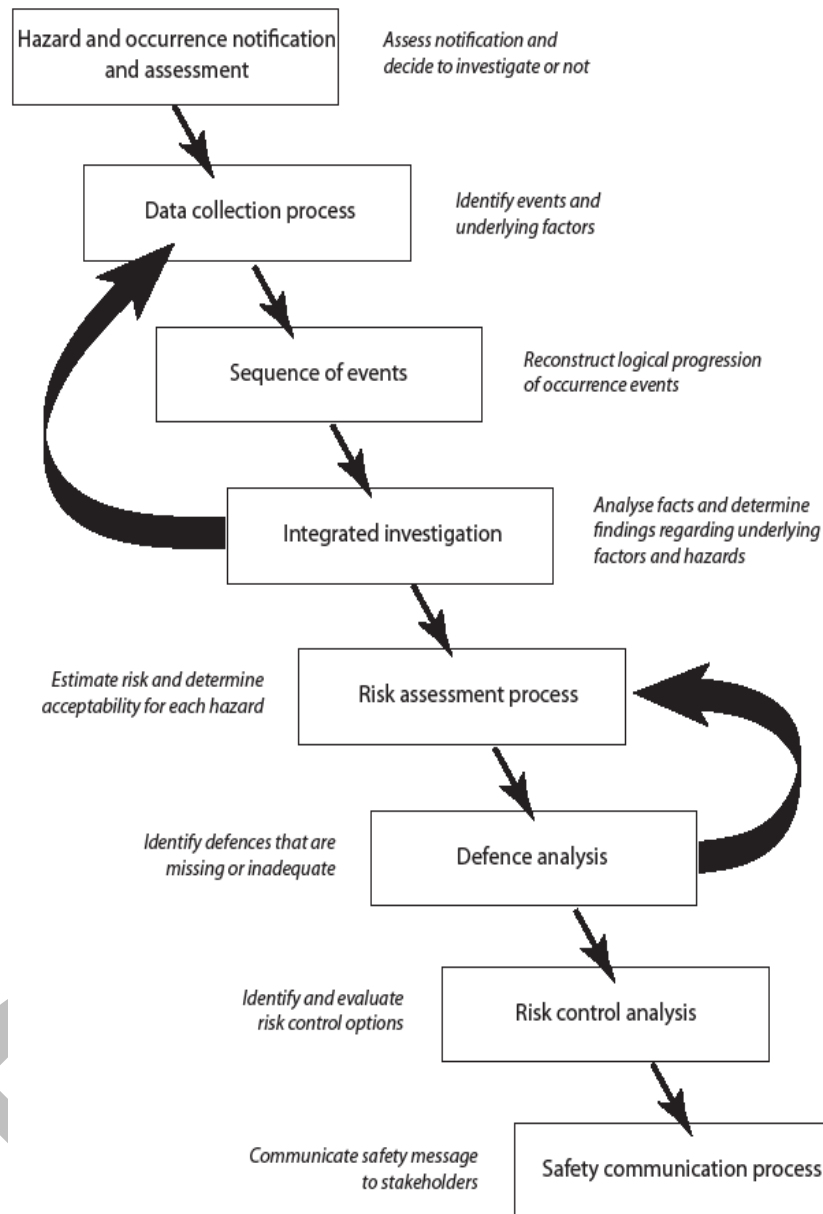 Hazard and occurrence notification
and assessment
Assess notification and
decide to investigate or not
Data collection process
Identify events and
underlying factors
Sequence of events
Reconstruct logical progression
of occurrence events
Integrated investigation
Analyse facts and determine
findings regarding underlying
factors and hazards
Estimate risk and determine
acceptability for each hazard
Risk assessment process
Identify defences that are
missing or inadequate
Defence analysis
Identify and evaluate
risk control options
Risk control analysis
Communicate safety message
to stakeholders
Safety communication process